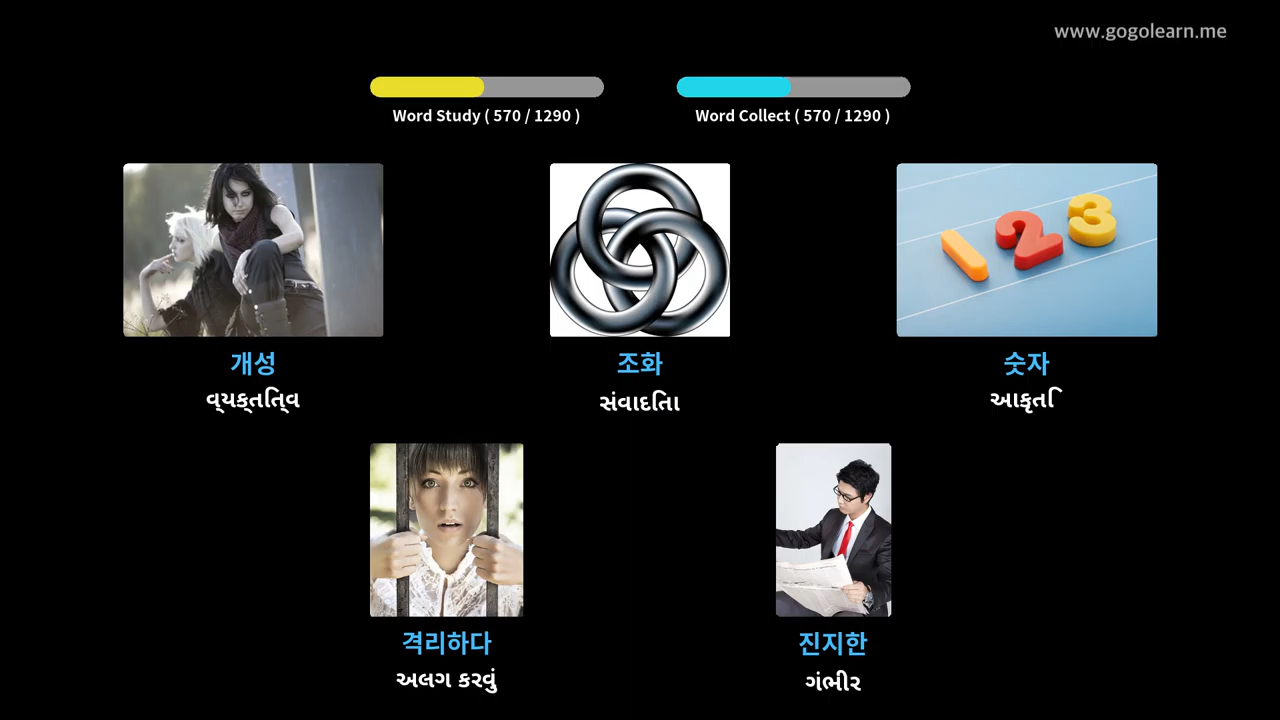 www.gogolearn.me
Word Study ( 570 / 1290 )
Word Collect ( 570 / 1290 )
개성
વ્યક્તિત્વ
조화
સંવાદિતા
숫자
આકૃતિ
격리하다
અલગ કરવું
진지한
ગંભીર